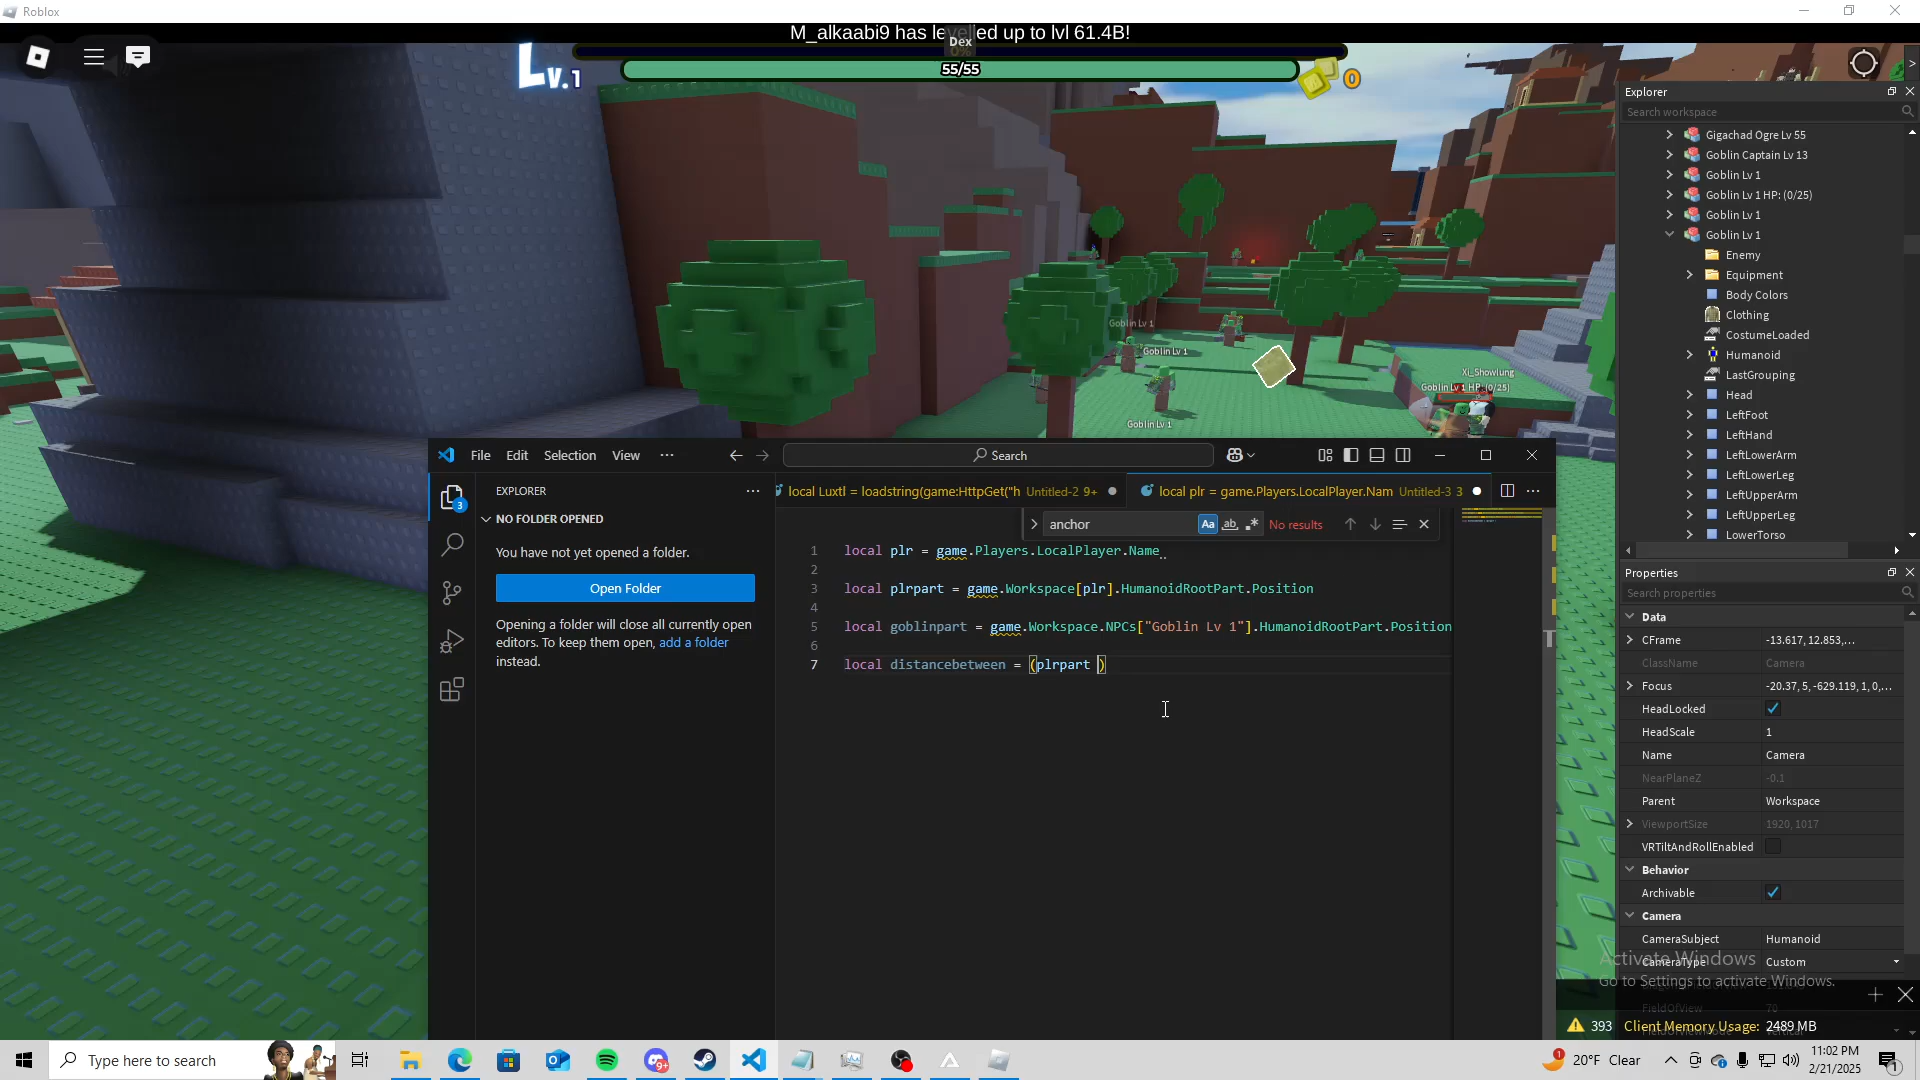 Roblox
M_alkaabi9 has levelled up to lvl 61.4B!
Dex
Lv.1
55/55
0
Goblin Lv 1
Goblin Lv 1
Goblin Lv 1
Xi_Showlung
Goblin Lv 1 HP: (0/25)
Explorer
Search workspace
Gigachad Ogre Lv 55
Goblin Captain Lv 13
Goblin Lv 1
Goblin Lv 1 HP: (0/25)
Goblin Lv 1
Goblin Lv 1
Enemy
Equipment
Body Colors
Clothing
CostumeLoaded
Humanoid
LastGrouping
Head
LeftFoot
LeftHand
LeftLowerArm
LeftLowerLeg
LeftUpperArm
LeftUpperLeg
LowerTorso
Properties
Search properties
Data
CFrame -13.617, 12.853,...
ClassName Camera
Focus -20.37, 5, -629.119, 1, 0,...
HeadLocked
HeadScale 1
Name Camera
NearPlaneZ -0.1
Parent Workspace
ViewportSize 1920, 1017
VRTiltAndRollEnabled
Behavior
Archivable
Camera
CameraSubject Humanoid
CameraType Custom
FieldOfView 70
Activate Windows
Go to Settings to activate Windows.
393 Client Memory Usage: 2489 MB
File Edit Selection View ... Search
EXPLORER
NO FOLDER OPENED
You have not yet opened a folder.
Open Folder
Opening a folder will close all currently open
editors. To keep them open, add a folder
instead.
3
local Luxtl = loadstring(game:HttpGet("h Untitled-2 9+
local plr = game.Players.LocalPlayer.Nam Untitled-3 3
anchor Aa ab No results
1 local plr = game.Players.LocalPlayer.Name
2
3 local plrpart = game.Workspace[plr].HumanoidRootPart.Position
4
5 local goblinpart = game.Workspace.NPCs["Goblin Lv 1"].HumanoidRootPart.Position
6
7 local distancebetween = (plrpart )
Type here to search
9+
1
20°F Clear
11:02 PM
2/21/2025
1